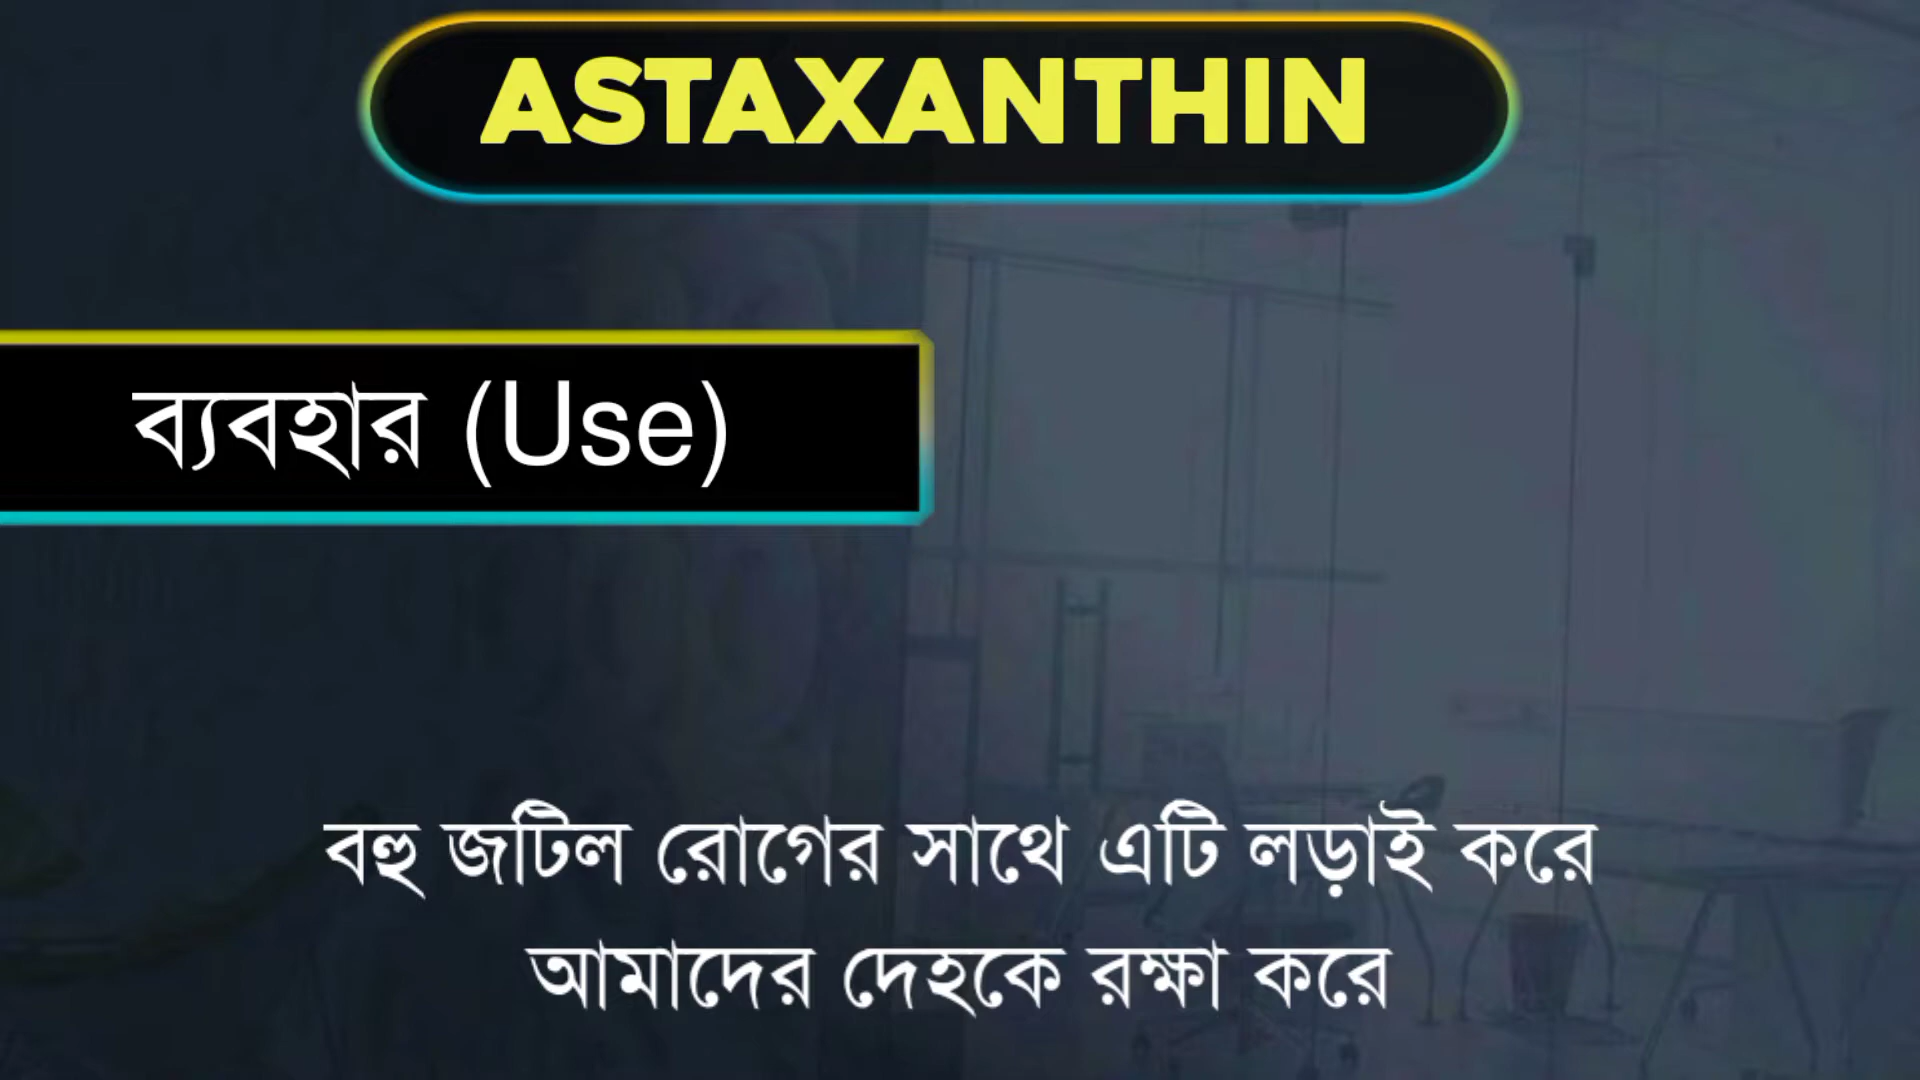 ASTAXANTHIN
ব্যবহার (Use)
বহু জটিল রোগের সাথে এটি লড়াই করে
আমাদের দেহকে রক্ষা করে